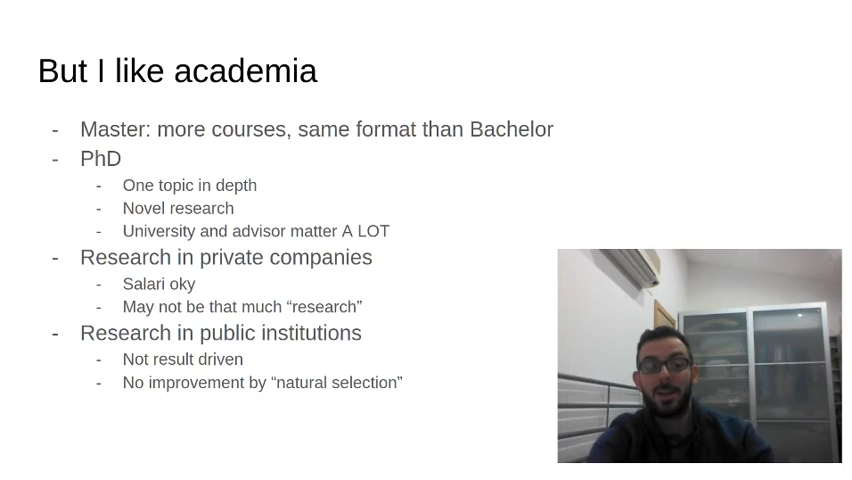 But I like academia
- Master: more courses, same format than Bachelor
- PhD
- One topic in depth
- Novel research
- University and advisor matter A LOT
- Research in private companies
- Salari oky
- May not be that much “research”
- Research in public institutions
- Not result driven
- No improvement by “natural selection”